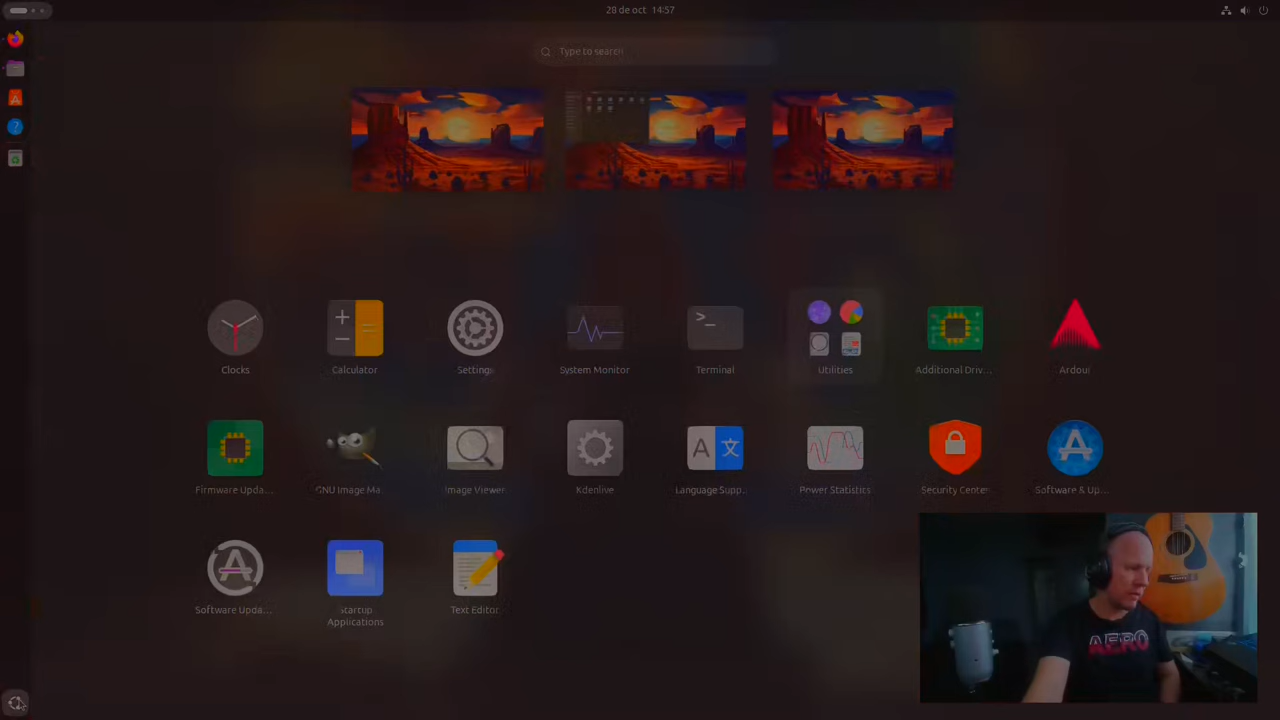 28 de oct 14:57
Type to search
Clocks
Calculator
Settings
System Monitor
Terminal
Utilities
Additional Driv...
Ardour
Firmware Upda...
GNU Image Ma...
Image Viewer
Kdenlive
Language Supp...
Power Statistics
Security Center
Software & Up...
Software Upda...
Startup
Applications
Text Editor
AERO